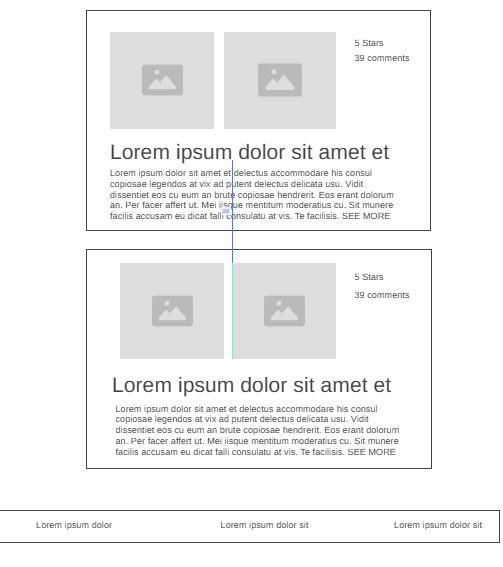 5 Stars
39 comments
Lorem ipsum dolor sit amet et
Lorem ipsum dolor sit amet et delectus accommodare his consul
copiosae legendos at vix ad putent delectus delicata usu. Vidit
dissentiet eos cu eum an brute copiosae hendrerit. Eos erant dolorum
an. Per facer affert ut. Mei iisque mentitum moderatius cu. Sit munere
facilis accusam eu dicat falli consulatu as vis. Te facilisis. SEE MORE
5 Stars
39 comments
Lorem ipsum dolor sit amet et
Lorem ipsum dolor sit amet et delectus accommodare his consul
copiosae legendos at vix ad putent delectus delicata usu. Vidit
dissentiet eos cu eum an brute copiosae hendrerit. Eos erant dolorum
an. Per facer affert ut. Mei iisque mentitum moderatius cu. Sit munere
facilis accusam eu dicat falli consulatu as vis. Te facilisis. SEE MORE
Lorem ipsum dolor
Lorem ipsum dolor sit
Lorem ipsum dolor sit